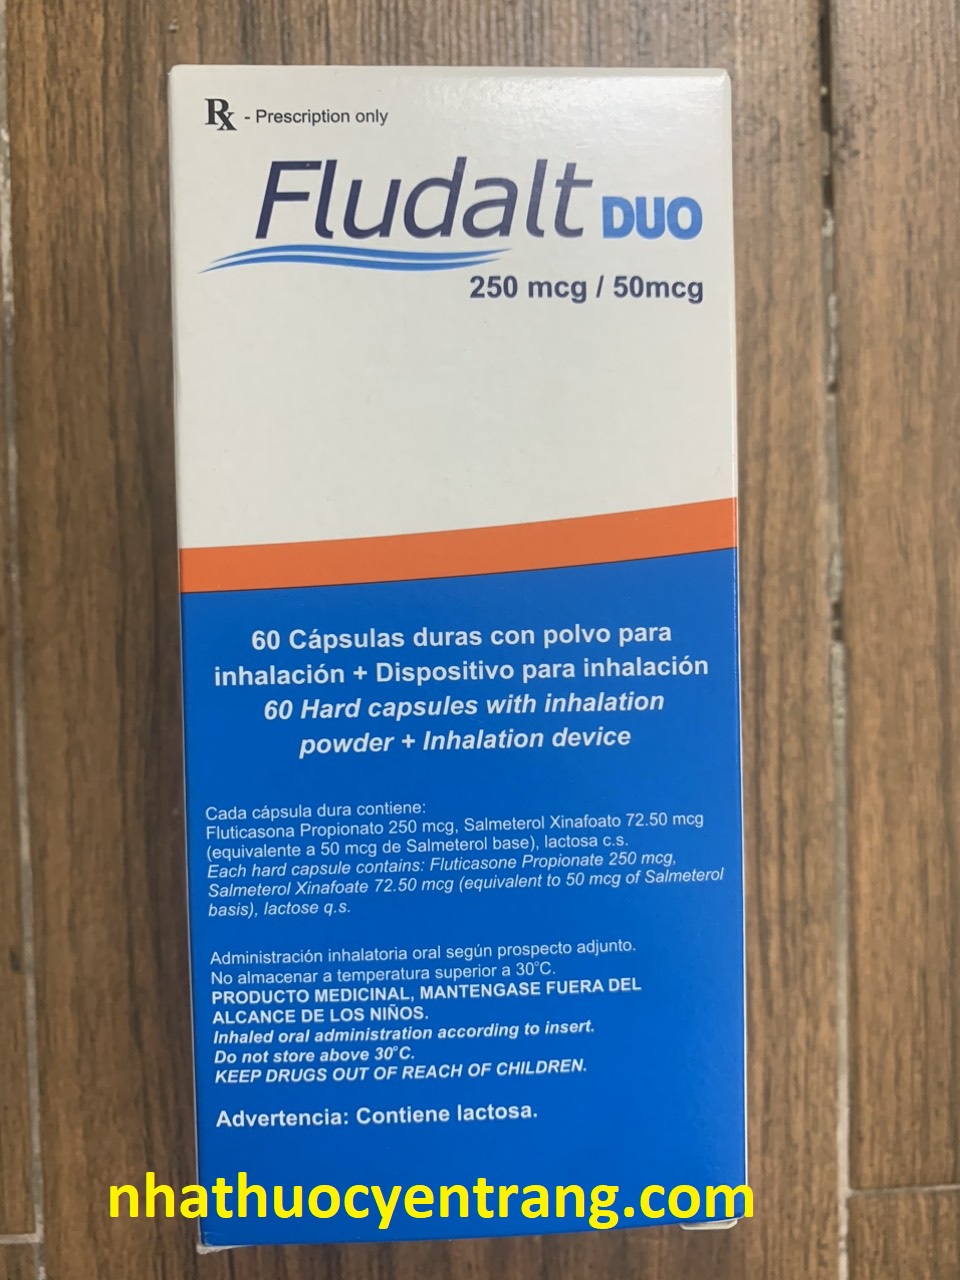 Rx - Prescription only
Fludalt DUO
250 mcg / 50mcg
60 Cápsulas duras con polvo para
inhalación + Dispositivo para inhalación
60 Hard capsules with inhalation
powder + Inhalation device
Cada cápsula dura contiene:
Fluticasona Propionato 250 mcg, Salmeterol Xinafoato 72.50 mcg
(equivalente a 50 mcg de Salmeterol base), lactosa c.s.
Each hard capsule contains: Fluticasone Propionate 250 mcg,
Salmeterol Xinafoate 72.50 mcg (equivalent to 50 mcg of Salmeterol
basis), lactose q.s.
Administración inhalatoria oral según prospecto adjunto.
No almacenar a temperatura superior a 30°C.
PRODUCTO MEDICINAL, MANTENGASE FUERA DEL
ALCANCE DE LOS NIÑOS.
Inhaled oral administration according to insert.
Do not store above 30°C.
KEEP DRUGS OUT OF REACH OF CHILDREN.
Advertencia: Contiene lactosa.
nhathuocyentrang.com